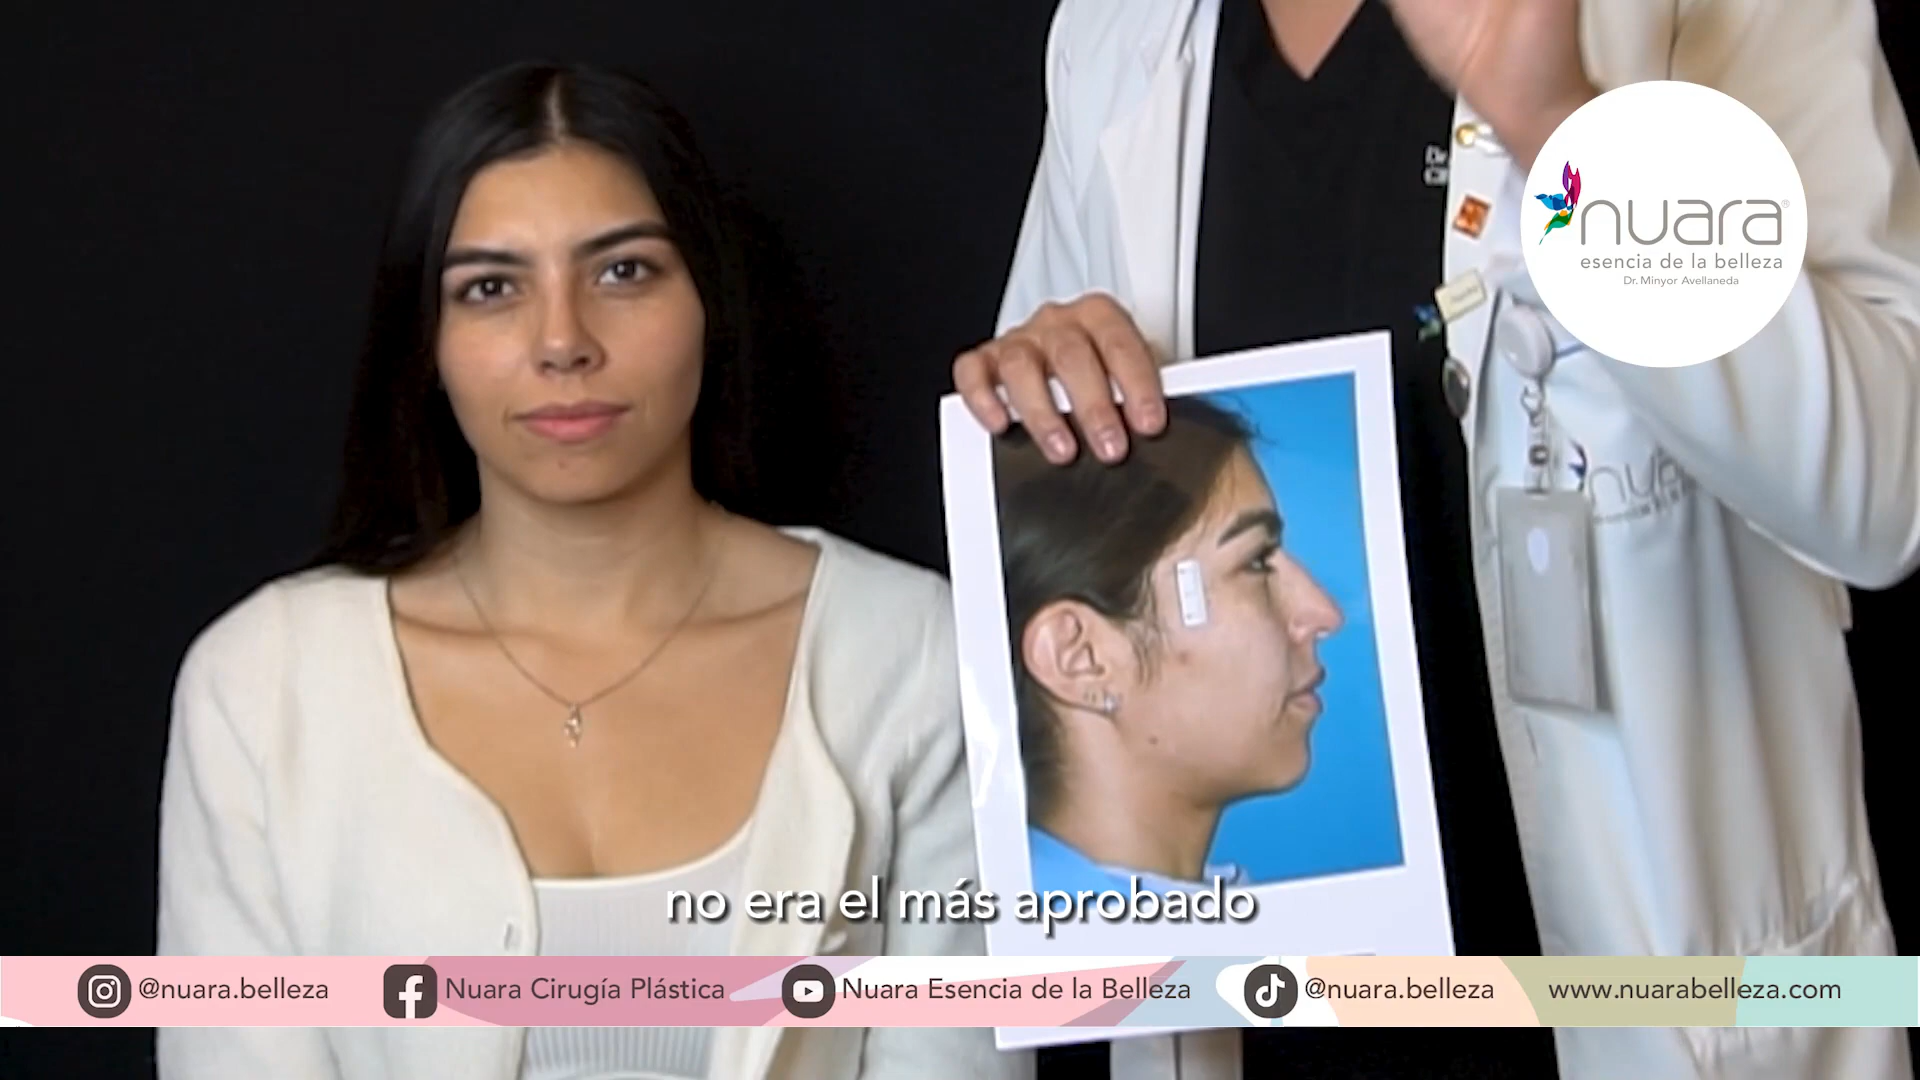 nuara®
esencia de la belleza
Dr. Minyor Avellaneda
nua
no era el más aprobado
@nuara.belleza
Nuara Cirugía Plástica
Nuara Esencia de la Belleza
@nuara.belleza
www.nuarabelleza.com